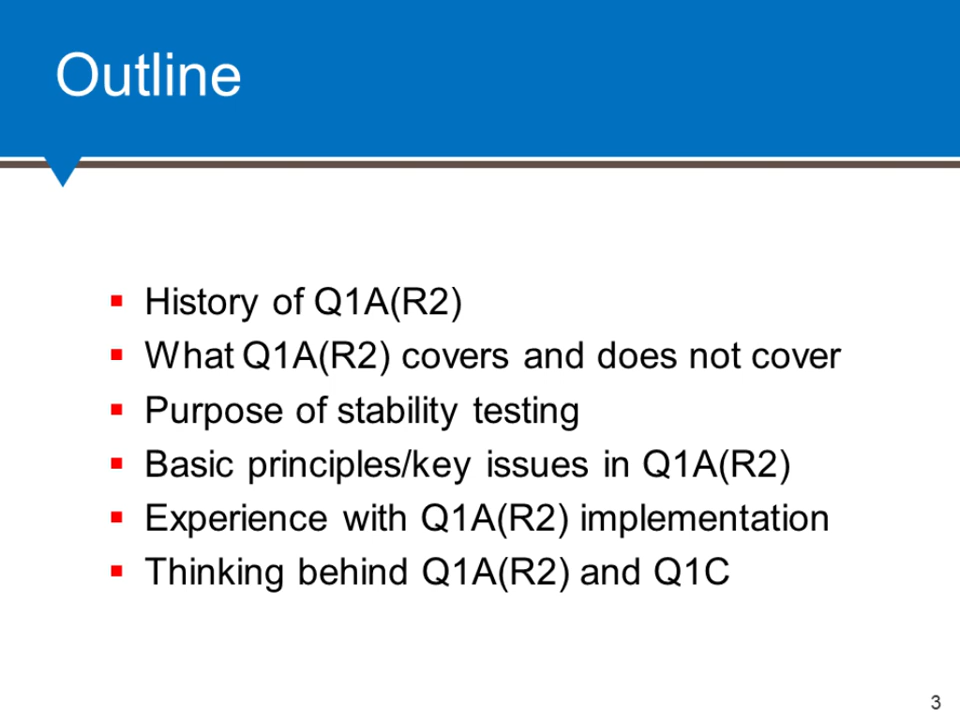 Outline
▪ History of Q1A(R2)
▪ What Q1A(R2) covers and does not cover
▪ Purpose of stability testing
▪ Basic principles/key issues in Q1A(R2)
▪ Experience with Q1A(R2) implementation
▪ Thinking behind Q1A(R2) and Q1C
3